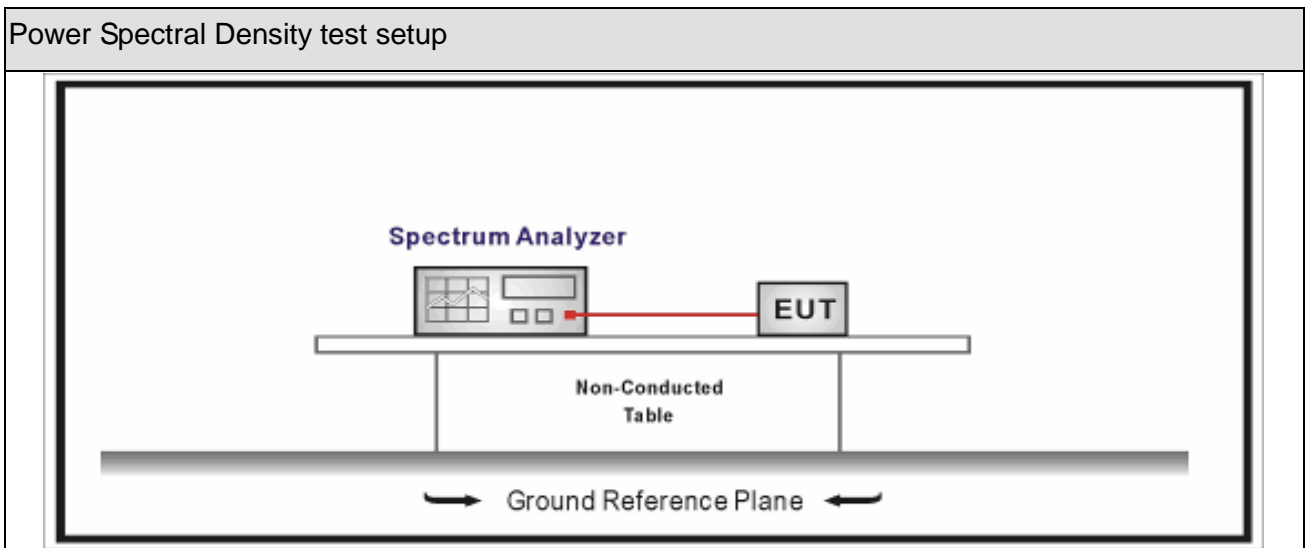 Power Spectral Density test setup
Spectrum Analyzer
EUT
Non-Conducted
Table
Ground Reference Plane